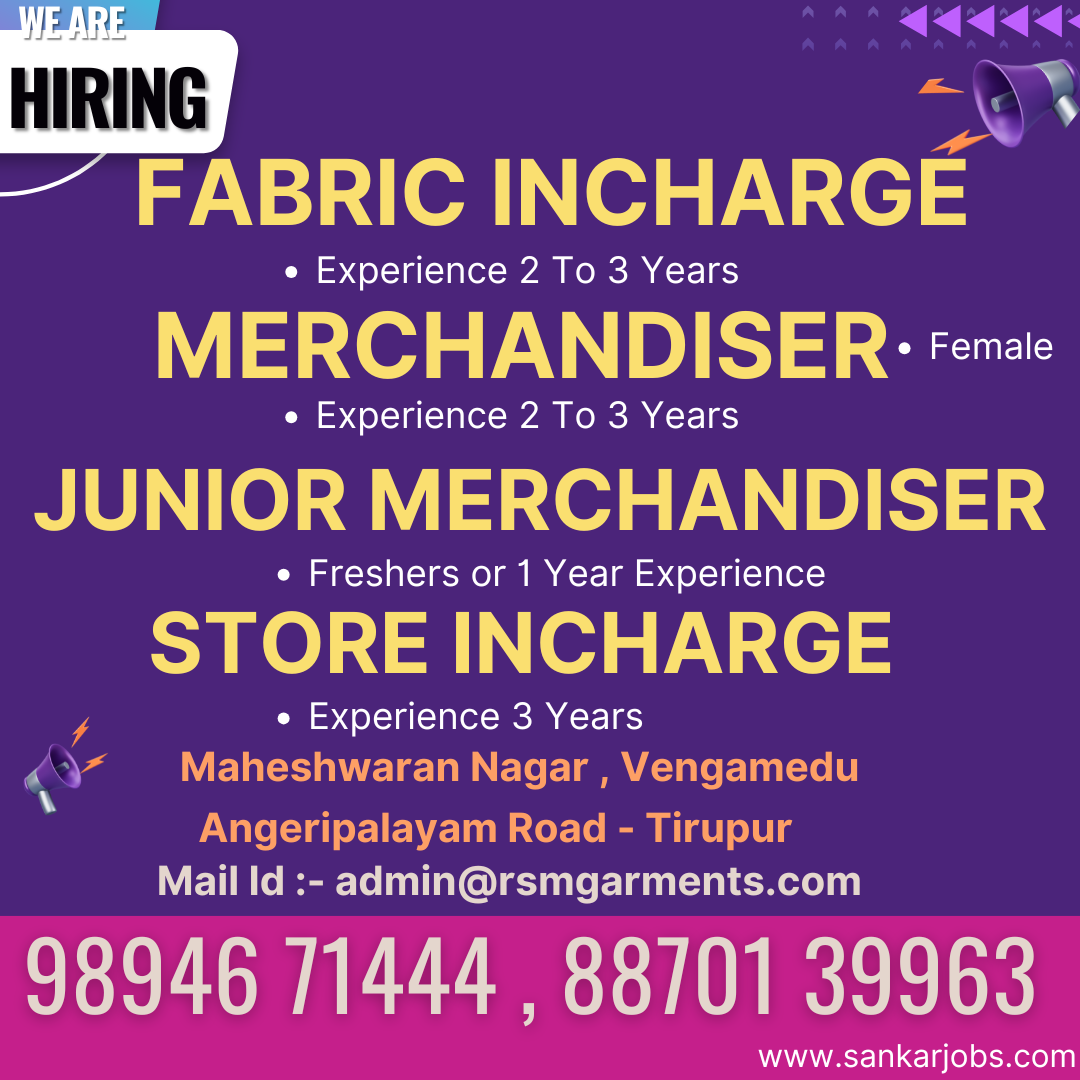 WE ARE
HIRING
FABRIC INCHARGE
• Experience 2 To 3 Years
MERCHANDISER • Female
• Experience 2 To 3 Years
JUNIOR MERCHANDISER
• Freshers or 1 Year Experience
STORE INCHARGE
• Experience 3 Years
Maheshwaran Nagar , Vengamedu
Angeripalayam Road - Tirupur
Mail Id :- admin@rsmgarments.com
98946 71444 , 88701 39963
www.sankarjobs.com